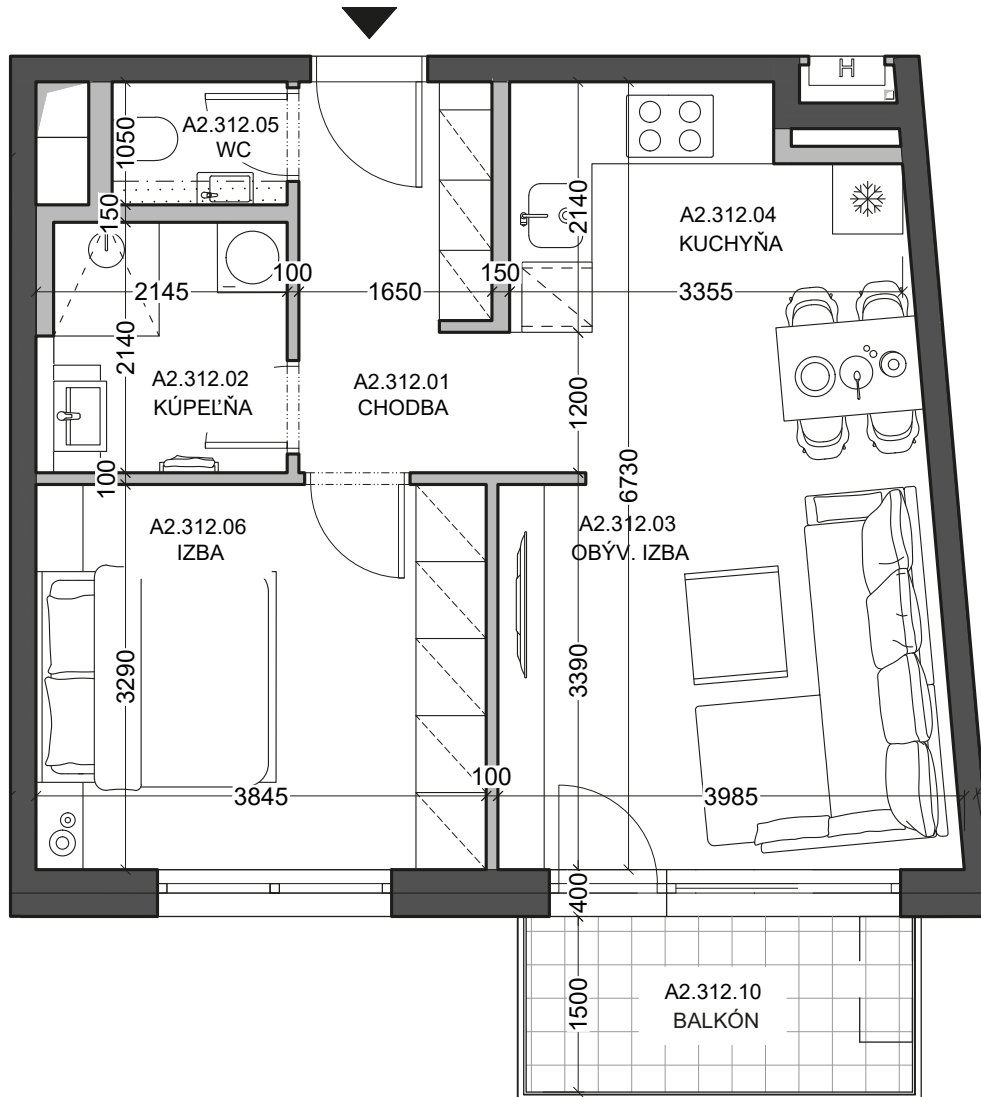 H
A2.312.05
WC
1050
150
2140
A2.312.04
KUCHYŇA
2145
100
1650
150
3355
2140
A2.312.02
KÚPEĽŇA
A2.312.01
CHODBA
1200
100
6730
A2.312.06
IZBA
A2.312.03
OBÝV. IZBA
3290
3390
100
3845
3985
400
1500
A2.312.10
BALKÓN